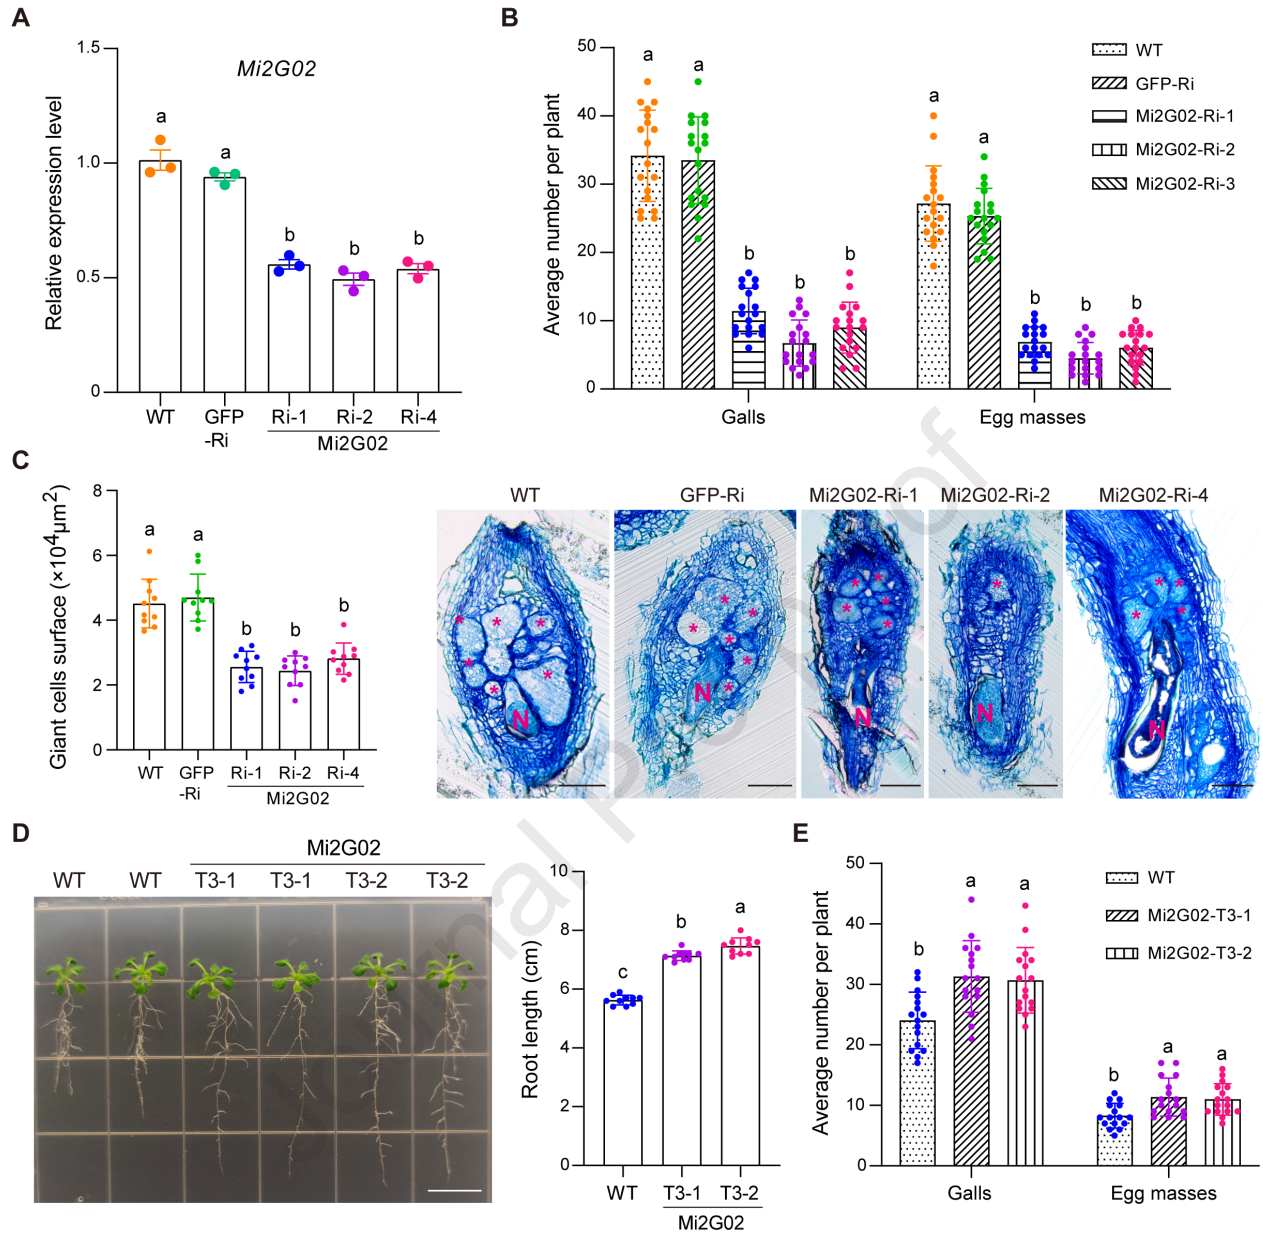 A
Mi2G02
Relative expression level
1.5
1.0
0.5
0
a
a
b
b
b
WT
GFP
-Ri
Ri-1
Ri-2
Ri-4
Mi2G02
B
Average number per plant
50
40
30
20
10
0
a
a
b
b
b
a
a
b
b
b
Galls
Egg masses
WT
GFP-Ri
Mi2G02-Ri-1
Mi2G02-Ri-2
Mi2G02-Ri-3
C
Giant cells surface (×10⁴μm²)
8
6
4
2
0
a
a
b
b
b
WT
GFP
-Ri
Ri-1
Ri-2
Ri-4
Mi2G02
WT
GFP-Ri
Mi2G02-Ri-1
Mi2G02-Ri-2
Mi2G02-Ri-4
* * * * * *
N
* * * * * *
N
* * * * *
N
*
N
* * * *
N
D
Mi2G02
WT
WT
T3-1
T3-1
T3-2
T3-2
Root length (cm)
10
8
6
4
2
0
c
b
a
WT
T3-1
T3-2
Mi2G02
E
Average number per plant
50
40
30
20
10
0
b
a
a
b
a
a
Galls
Egg masses
WT
Mi2G02-T3-1
Mi2G02-T3-2
Journal Pre-proof